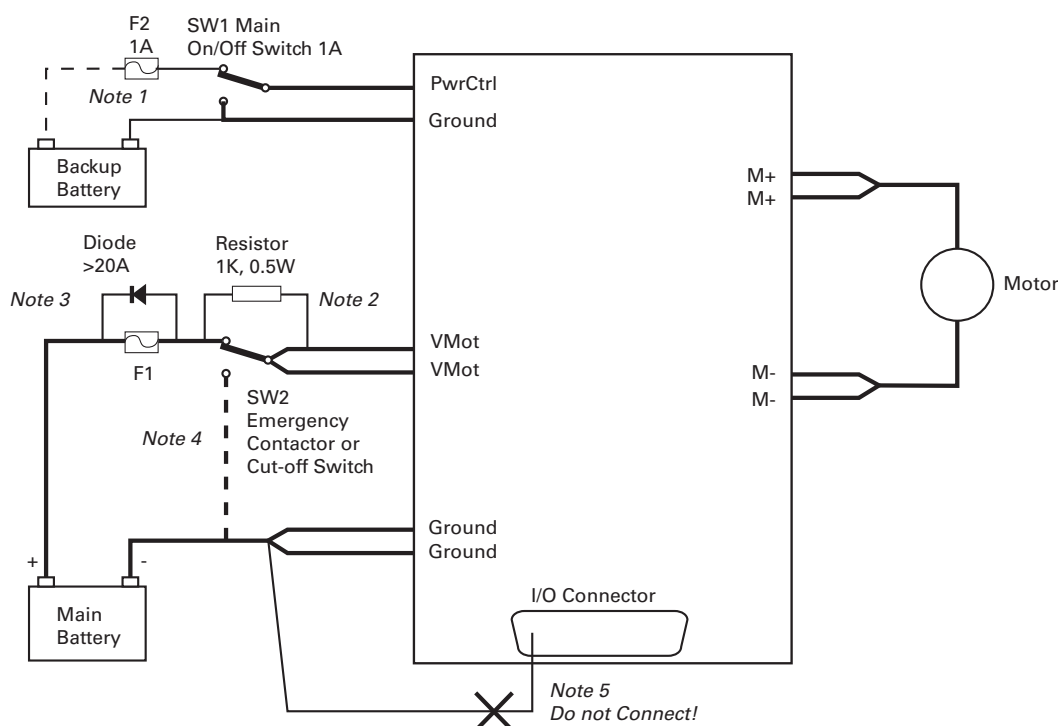 F2
1A
SW1 Main
On/Off Switch 1A
Note 1
PwrCtrl
Ground
Backup
Battery
M+
M+
Diode
>20A
Resistor
1K, 0.5W
Note 3
Note 2
Motor
F1
VMot
VMot
M-
M-
SW2
Emergency
Contactor or
Cut-off Switch
Note 4
Ground
Ground
+
-
I/O Connector
Main
Battery
Note 5
Do not Connect!